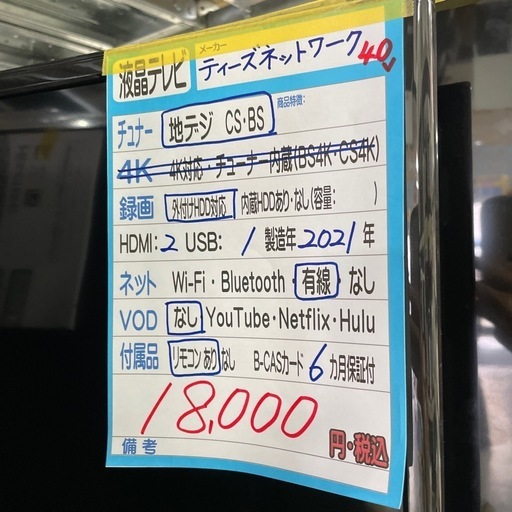 液晶テレビ メーカー ティーズネットワーク 40V
チューナー 地デジ CS・BS 商品特徴:
4K 4K対応・チューナー内蔵(BS4K・CS4K)
録画 外付けHDD対応 内蔵HDDあり・なし(容量: )
HDMI:2 USB:1 製造年2021年
ネット Wi-Fi・Bluetooth・有線・なし
VOD なし YouTube・Netflix・Hulu
付属品 リモコンあり なし B-CASカード 6カ月保証付
18,000
備考 円・税込